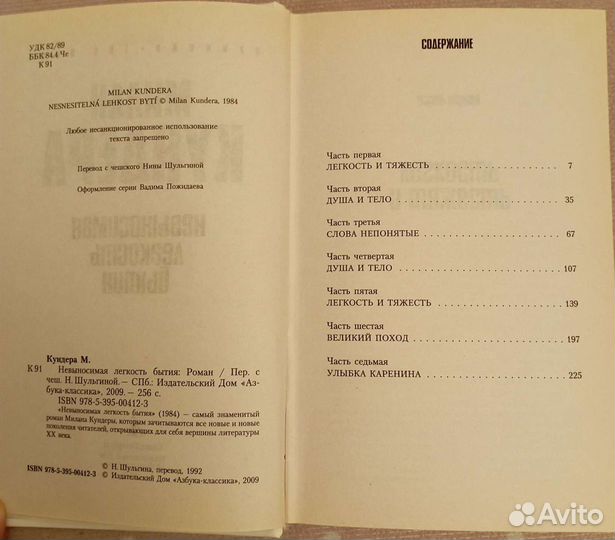 УДК 82/89
ББК 84.4 Че
К 91
MILAN KUNDERA
NESNESITELNÁ LEHKOST BYTÍ © Milan Kundera, 1984
Любое несанкционированное использование
текста запрещено
Перевод с чешского Нины Шульгиной
Оформление серии Вадима Пожидаева
Кундера М.
К 91 Невыносимая легкость бытия: Роман / Пер. с
чеш. Н. Шульгиной. — СПб.: Издательский Дом «Аз-
бука-классика», 2009. — 256 с.
ISBN 978-5-395-00412-3
«Невыносимая легкость бытия» (1984) — самый знаменитый
роман Милана Кундеры, которым зачитываются все новые и новые
поколения читателей, открывающих для себя вершины литературы
XX века.
© Н. Шульгина, перевод, 1992
ISBN 978-5-395-00412-3 © Издательский Дом «Азбука-классика», 2009
СОДЕРЖАНИЕ
Часть первая
ЛЕГКОСТЬ И ТЯЖЕСТЬ 7
Часть вторая
ДУША И ТЕЛО 35
Часть третья
СЛОВА НЕПОНЯТЫЕ 67
Часть четвертая
ДУША И ТЕЛО 107
Часть пятая
ЛЕГКОСТЬ И ТЯЖЕСТЬ 139
Часть шестая
ВЕЛИКИЙ ПОХОД 197
Часть седьмая
УЛЫБКА КАРЕНИНА 225
Avito